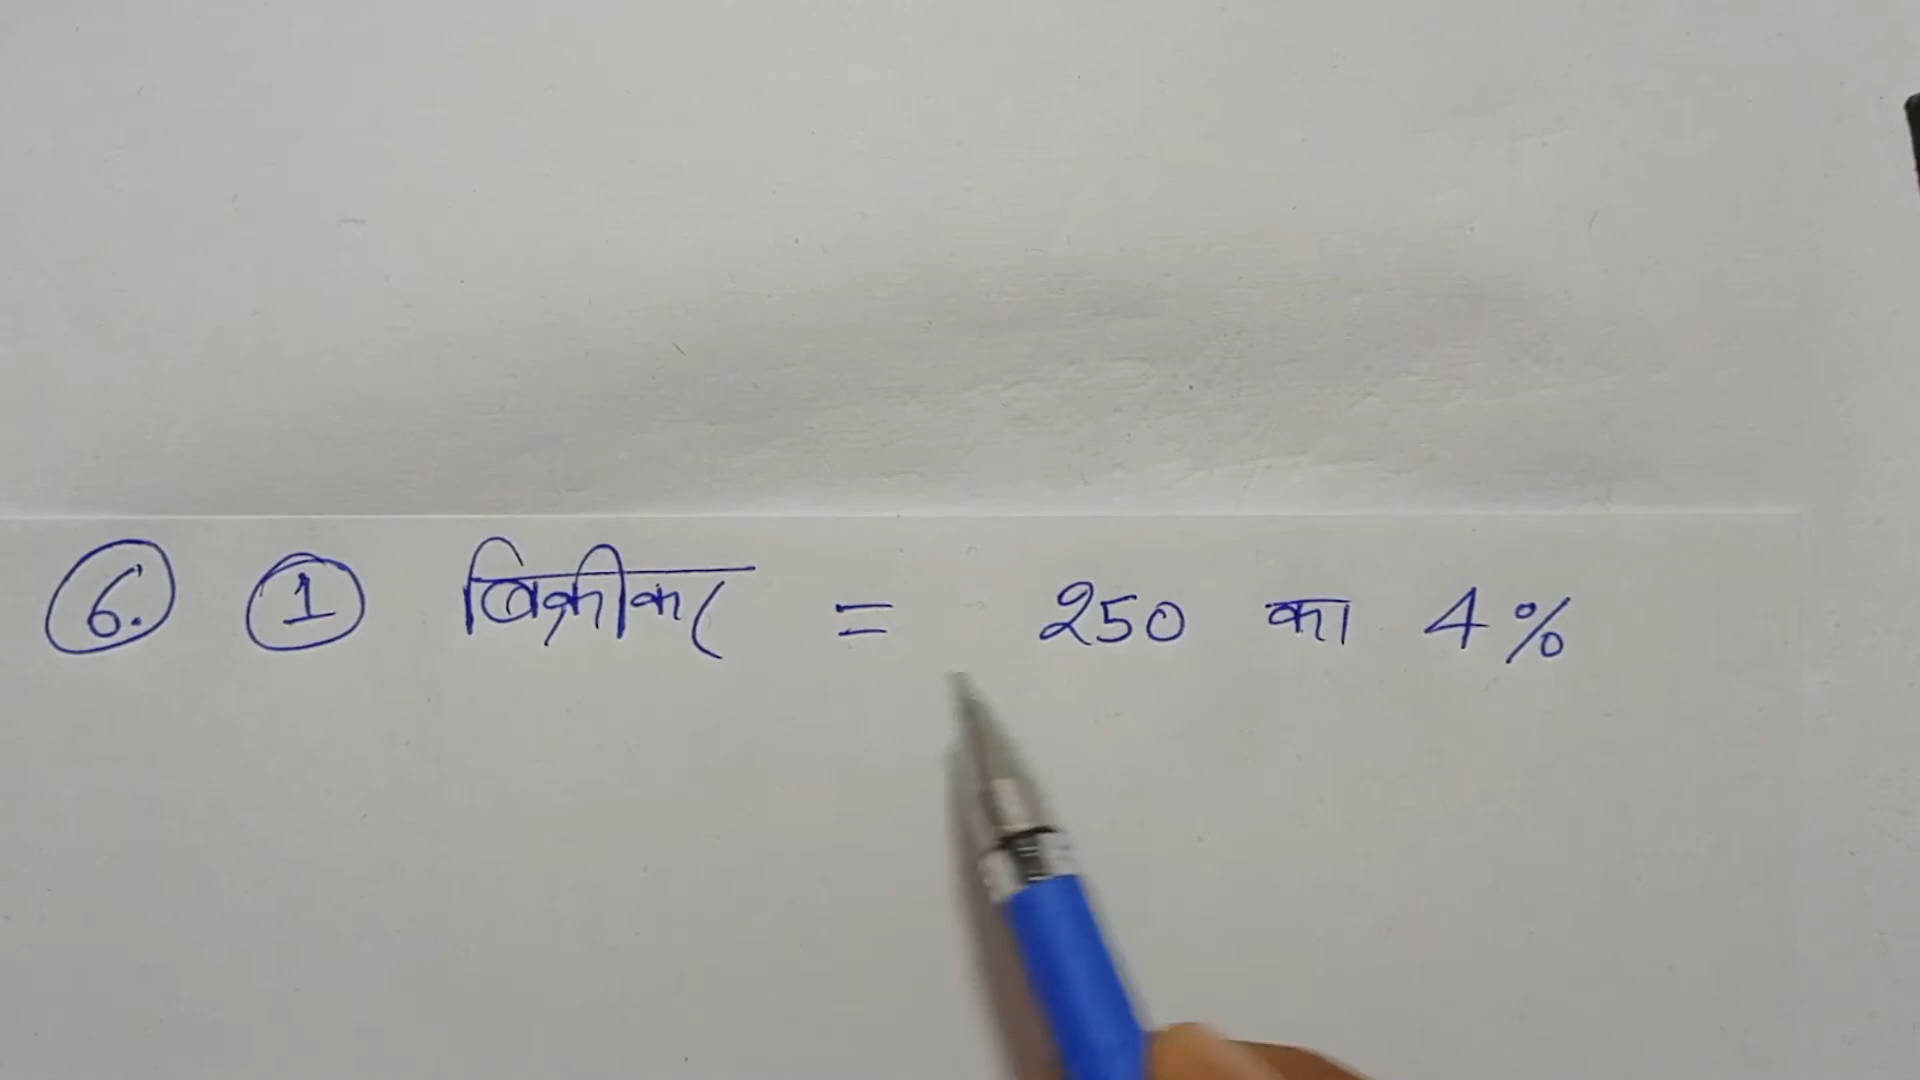 6. 1 बिक्रीकर = 250 का 4%